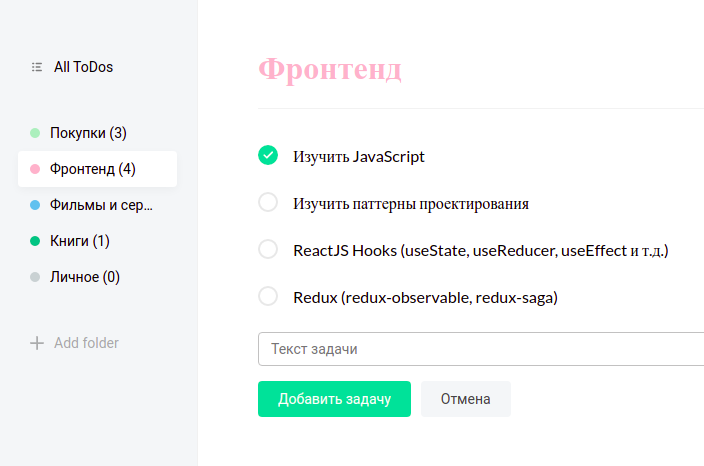 All ToDos
Покупки (3)
Фронтенд (4)
Фильмы и сер...
Книги (1)
Личное (0)
Add folder
Фронтенд
Изучить JavaScript
Изучить паттерны проектирования
ReactJS Hooks (useState, useReducer, useEffect и т.д.)
Redux (redux-observable, redux-saga)
Текст задачи
Добавить задачу
Отмена